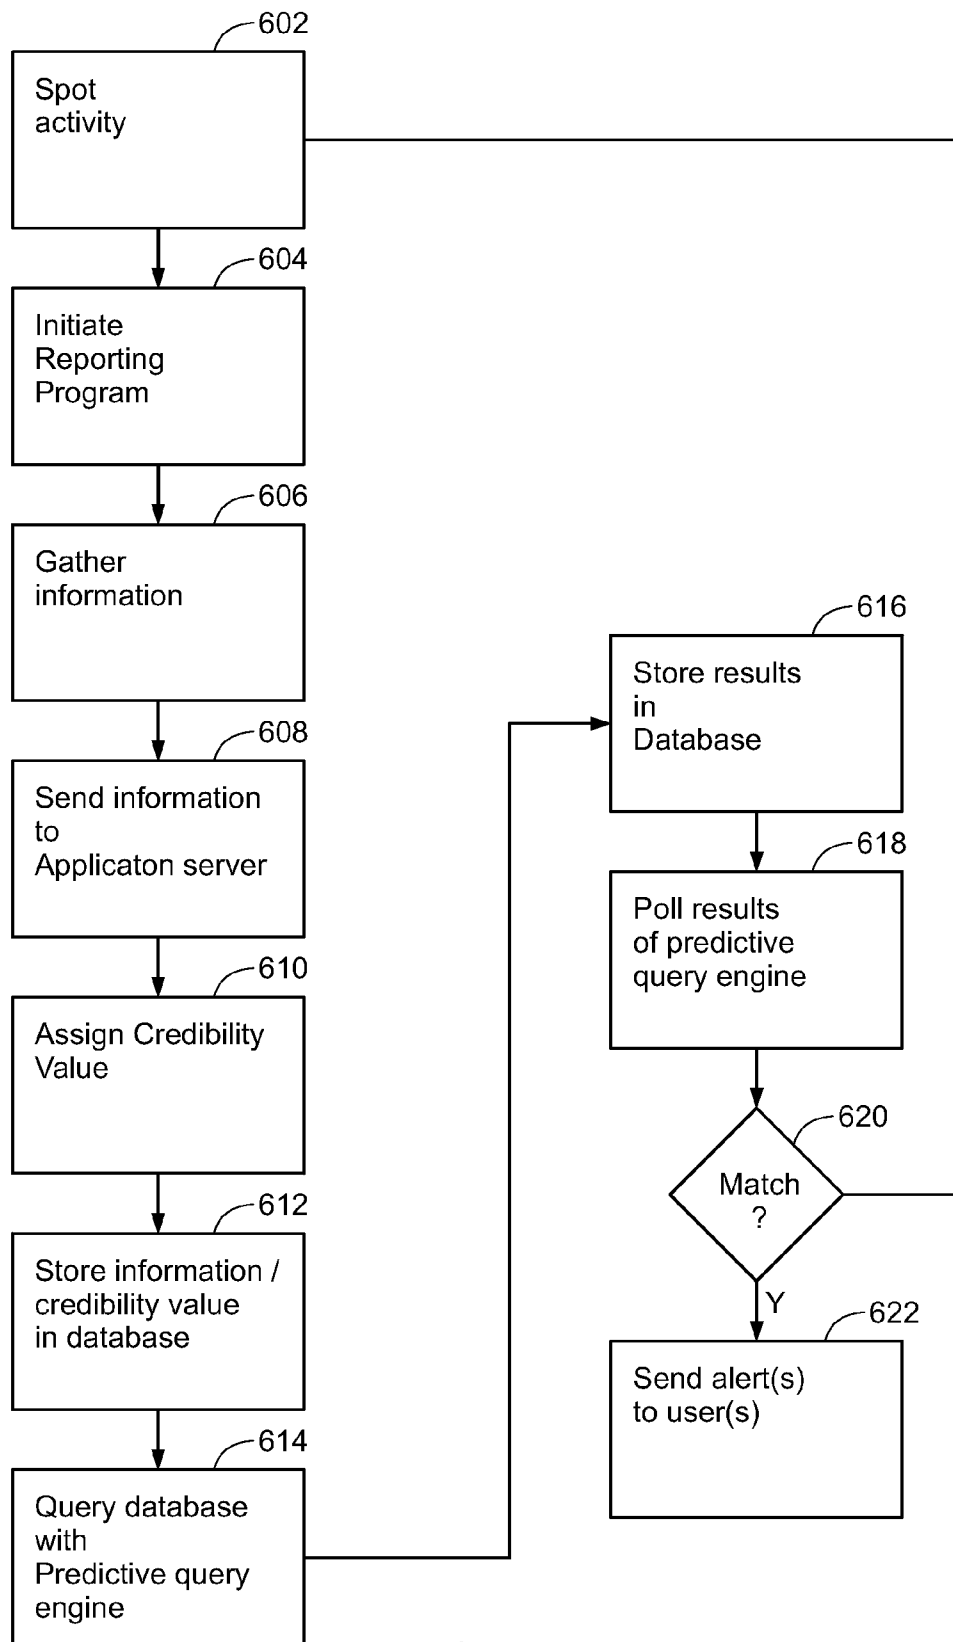 602
Spot
activity
604
Initiate
Reporting
Program
606
Gather
information
608
Send information
to
Applicaton server
610
Assign Credibility
Value
612
Store information /
credibility value
in database
614
Query database
with
Predictive query
engine
616
Store results
in
Database
618
Poll results
of predictive
query engine
620
Match
?
Y
622
Send alert(s)
to user(s)